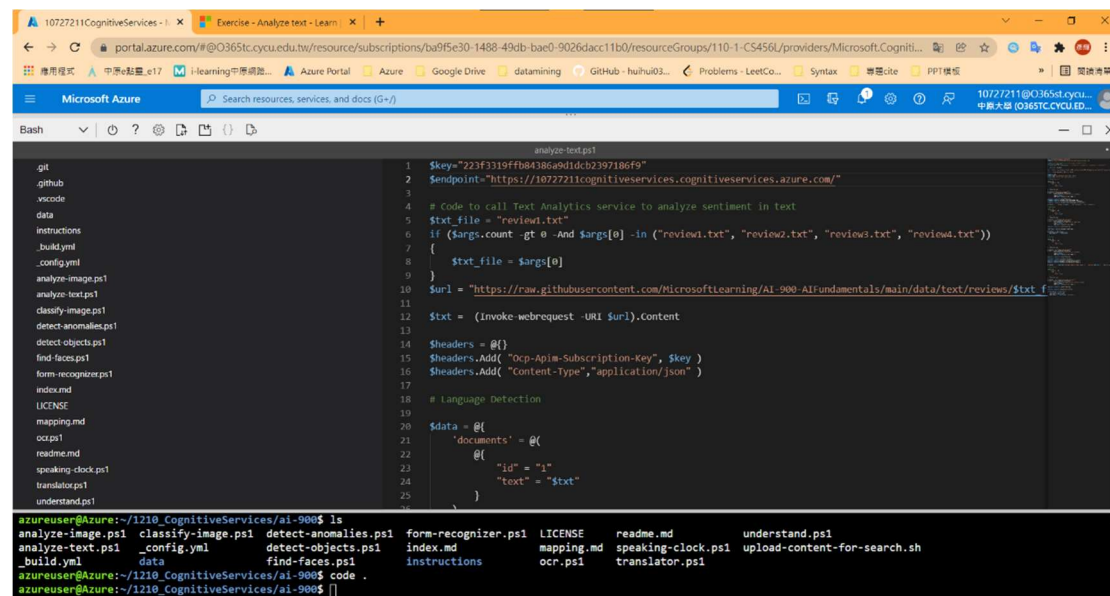 10727211CognitiveServices - M
Exercise - Analyze text - Learn |
portal.azure.com/#@O365tc.cycu.edu.tw/resource/subscriptions/ba9f5e30-1488-49db-bae0-9026dacc11b0/resourceGroups/110-1-CS456L/providers/Microsoft.Cogniti...
應用程式 中原e點靈_e17 i-learning中原網路... Azure Portal Azure Google Drive datamining GitHub - huihui03... Problems - LeetCo... Syntax 專題cite PPT模板 » 閱讀清單
Microsoft Azure
Search resources, services, and docs (G+/)
1
10727211@O365st.cycu...
中原大學 (O365TC.CYCU.ED...
Bash
analyze-text.ps1
.git
.github
.vscode
data
instructions
_build.yml
_config.yml
analyze-image.ps1
analyze-text.ps1
classify-image.ps1
detect-anomalies.ps1
detect-objects.ps1
find-faces.ps1
form-recognizer.ps1
index.md
LICENSE
mapping.md
ocr.ps1
readme.md
speaking-clock.ps1
translator.ps1
understand.ps1
1 $key="223f3319ffb84386a9d1dcb2397186f9"
2 $endpoint="https://10727211cognitiveservices.cognitiveservices.azure.com/"
3
4 # Code to call Text Analytics service to analyze sentiment in text
5 $txt_file = "review1.txt"
6 if ($args.count -gt 0 -And $args[0] -in ("review1.txt", "review2.txt", "review3.txt", "review4.txt"))
7 {
8 $txt_file = $args[0]
9 }
10 $url = "https://raw.githubusercontent.com/MicrosoftLearning/AI-900-AIFundamentals/main/data/text/reviews/$txt_f
11
12 $txt = (Invoke-webrequest -URI $url).Content
13
14 $headers = @{}
15 $headers.Add( "Ocp-Apim-Subscription-Key", $key )
16 $headers.Add( "Content-Type","application/json" )
17
18 # Language Detection
19
20 $data = @{
21 'documents' = @(
22 @{
23 "id" = "1"
24 "text" = "$txt"
25 }
26 )
azureuser@Azure:~/1210_CognitiveServices/ai-900$ ls
analyze-image.ps1 classify-image.ps1 detect-anomalies.ps1 form-recognizer.ps1 LICENSE readme.md understand.ps1
analyze-text.ps1 _config.yml detect-objects.ps1 index.md mapping.md speaking-clock.ps1 upload-content-for-search.sh
_build.yml data find-faces.ps1 instructions ocr.ps1 translator.ps1
azureuser@Azure:~/1210_CognitiveServices/ai-900$ code .
azureuser@Azure:~/1210_CognitiveServices/ai-900$